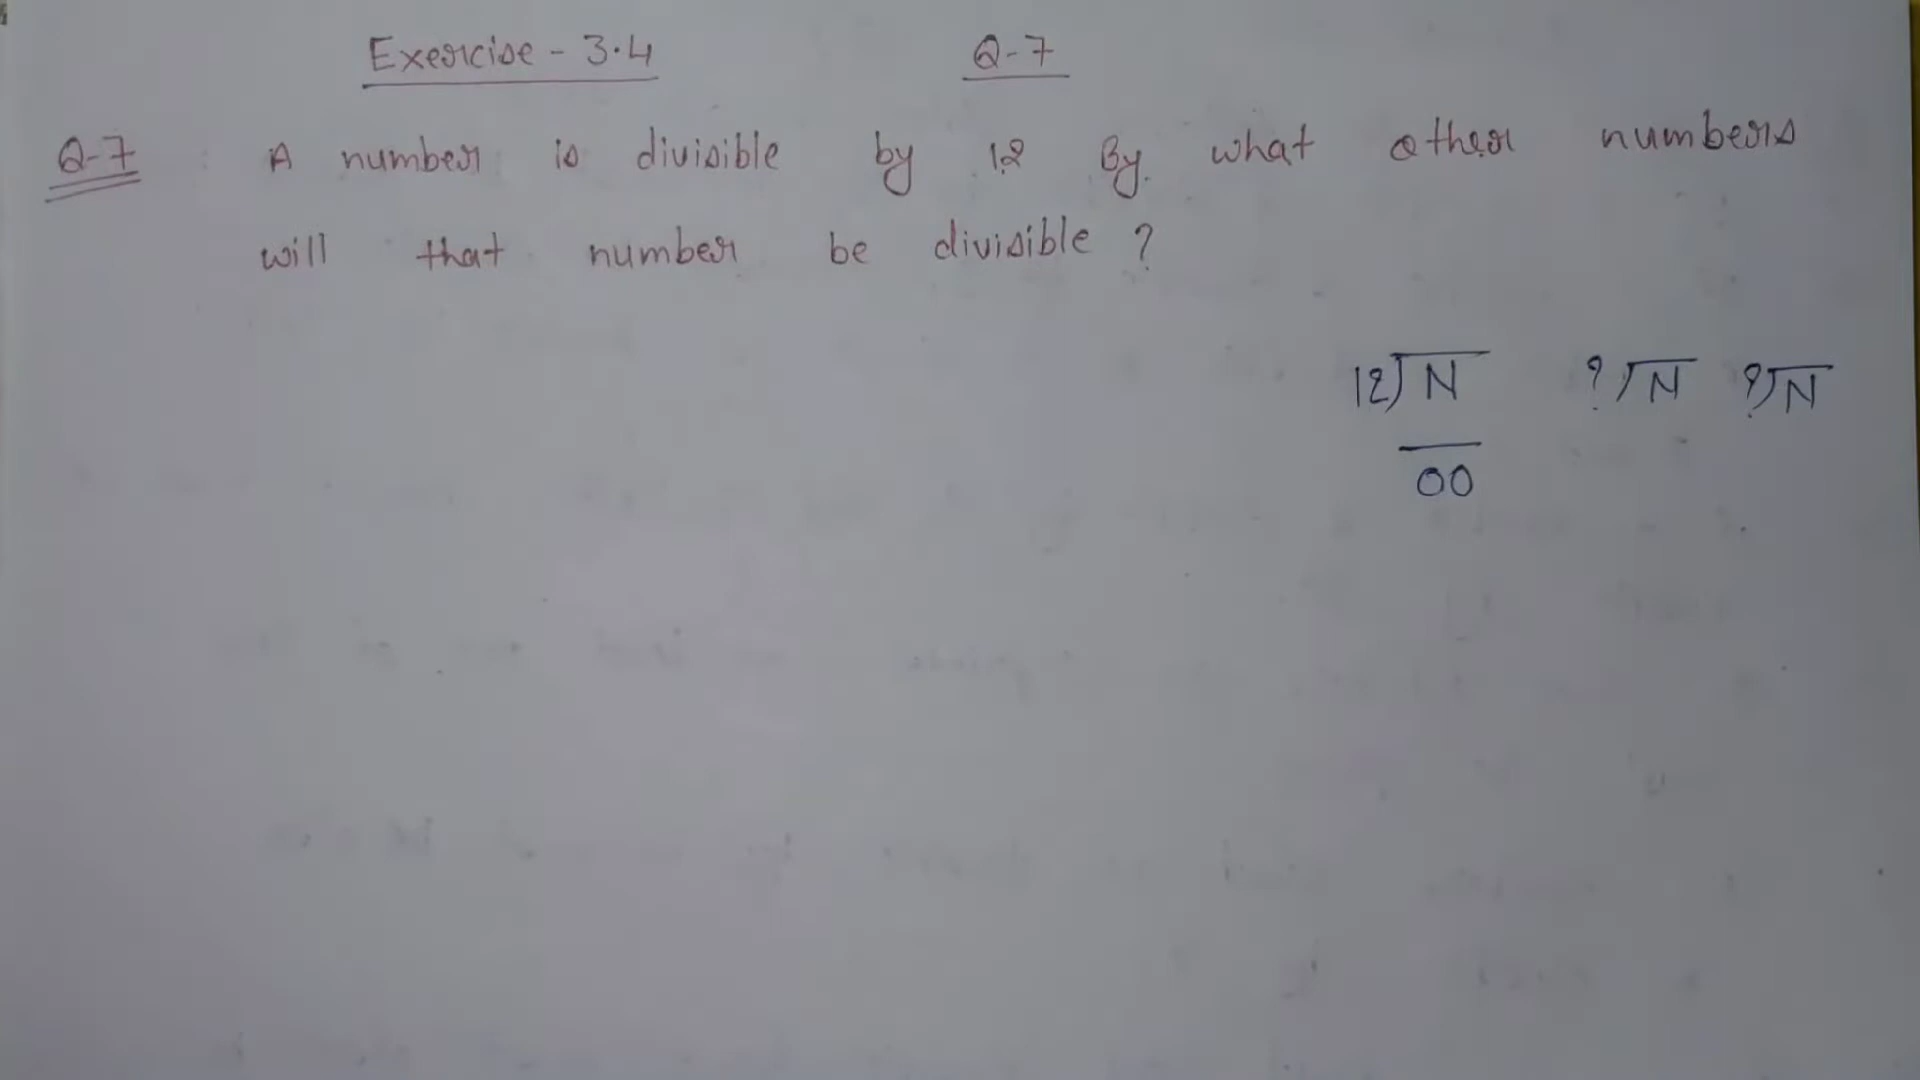 Exercise - 3.4 Q-7
Q-7 A number is divisible by 12 By what other numbers
will that number be divisible ?
12)N ?)N ?)N
00